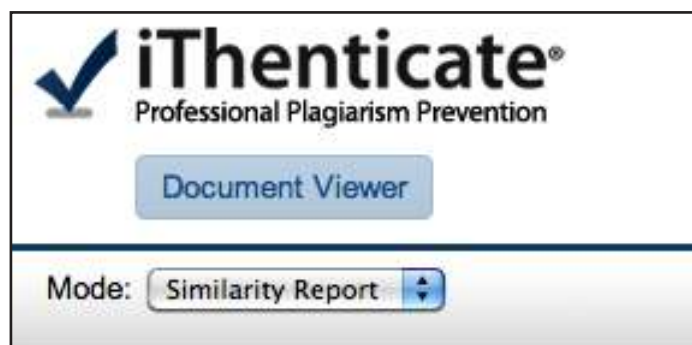 iThenticate®
Professional Plagiarism Prevention
Document Viewer
Mode: Similarity Report